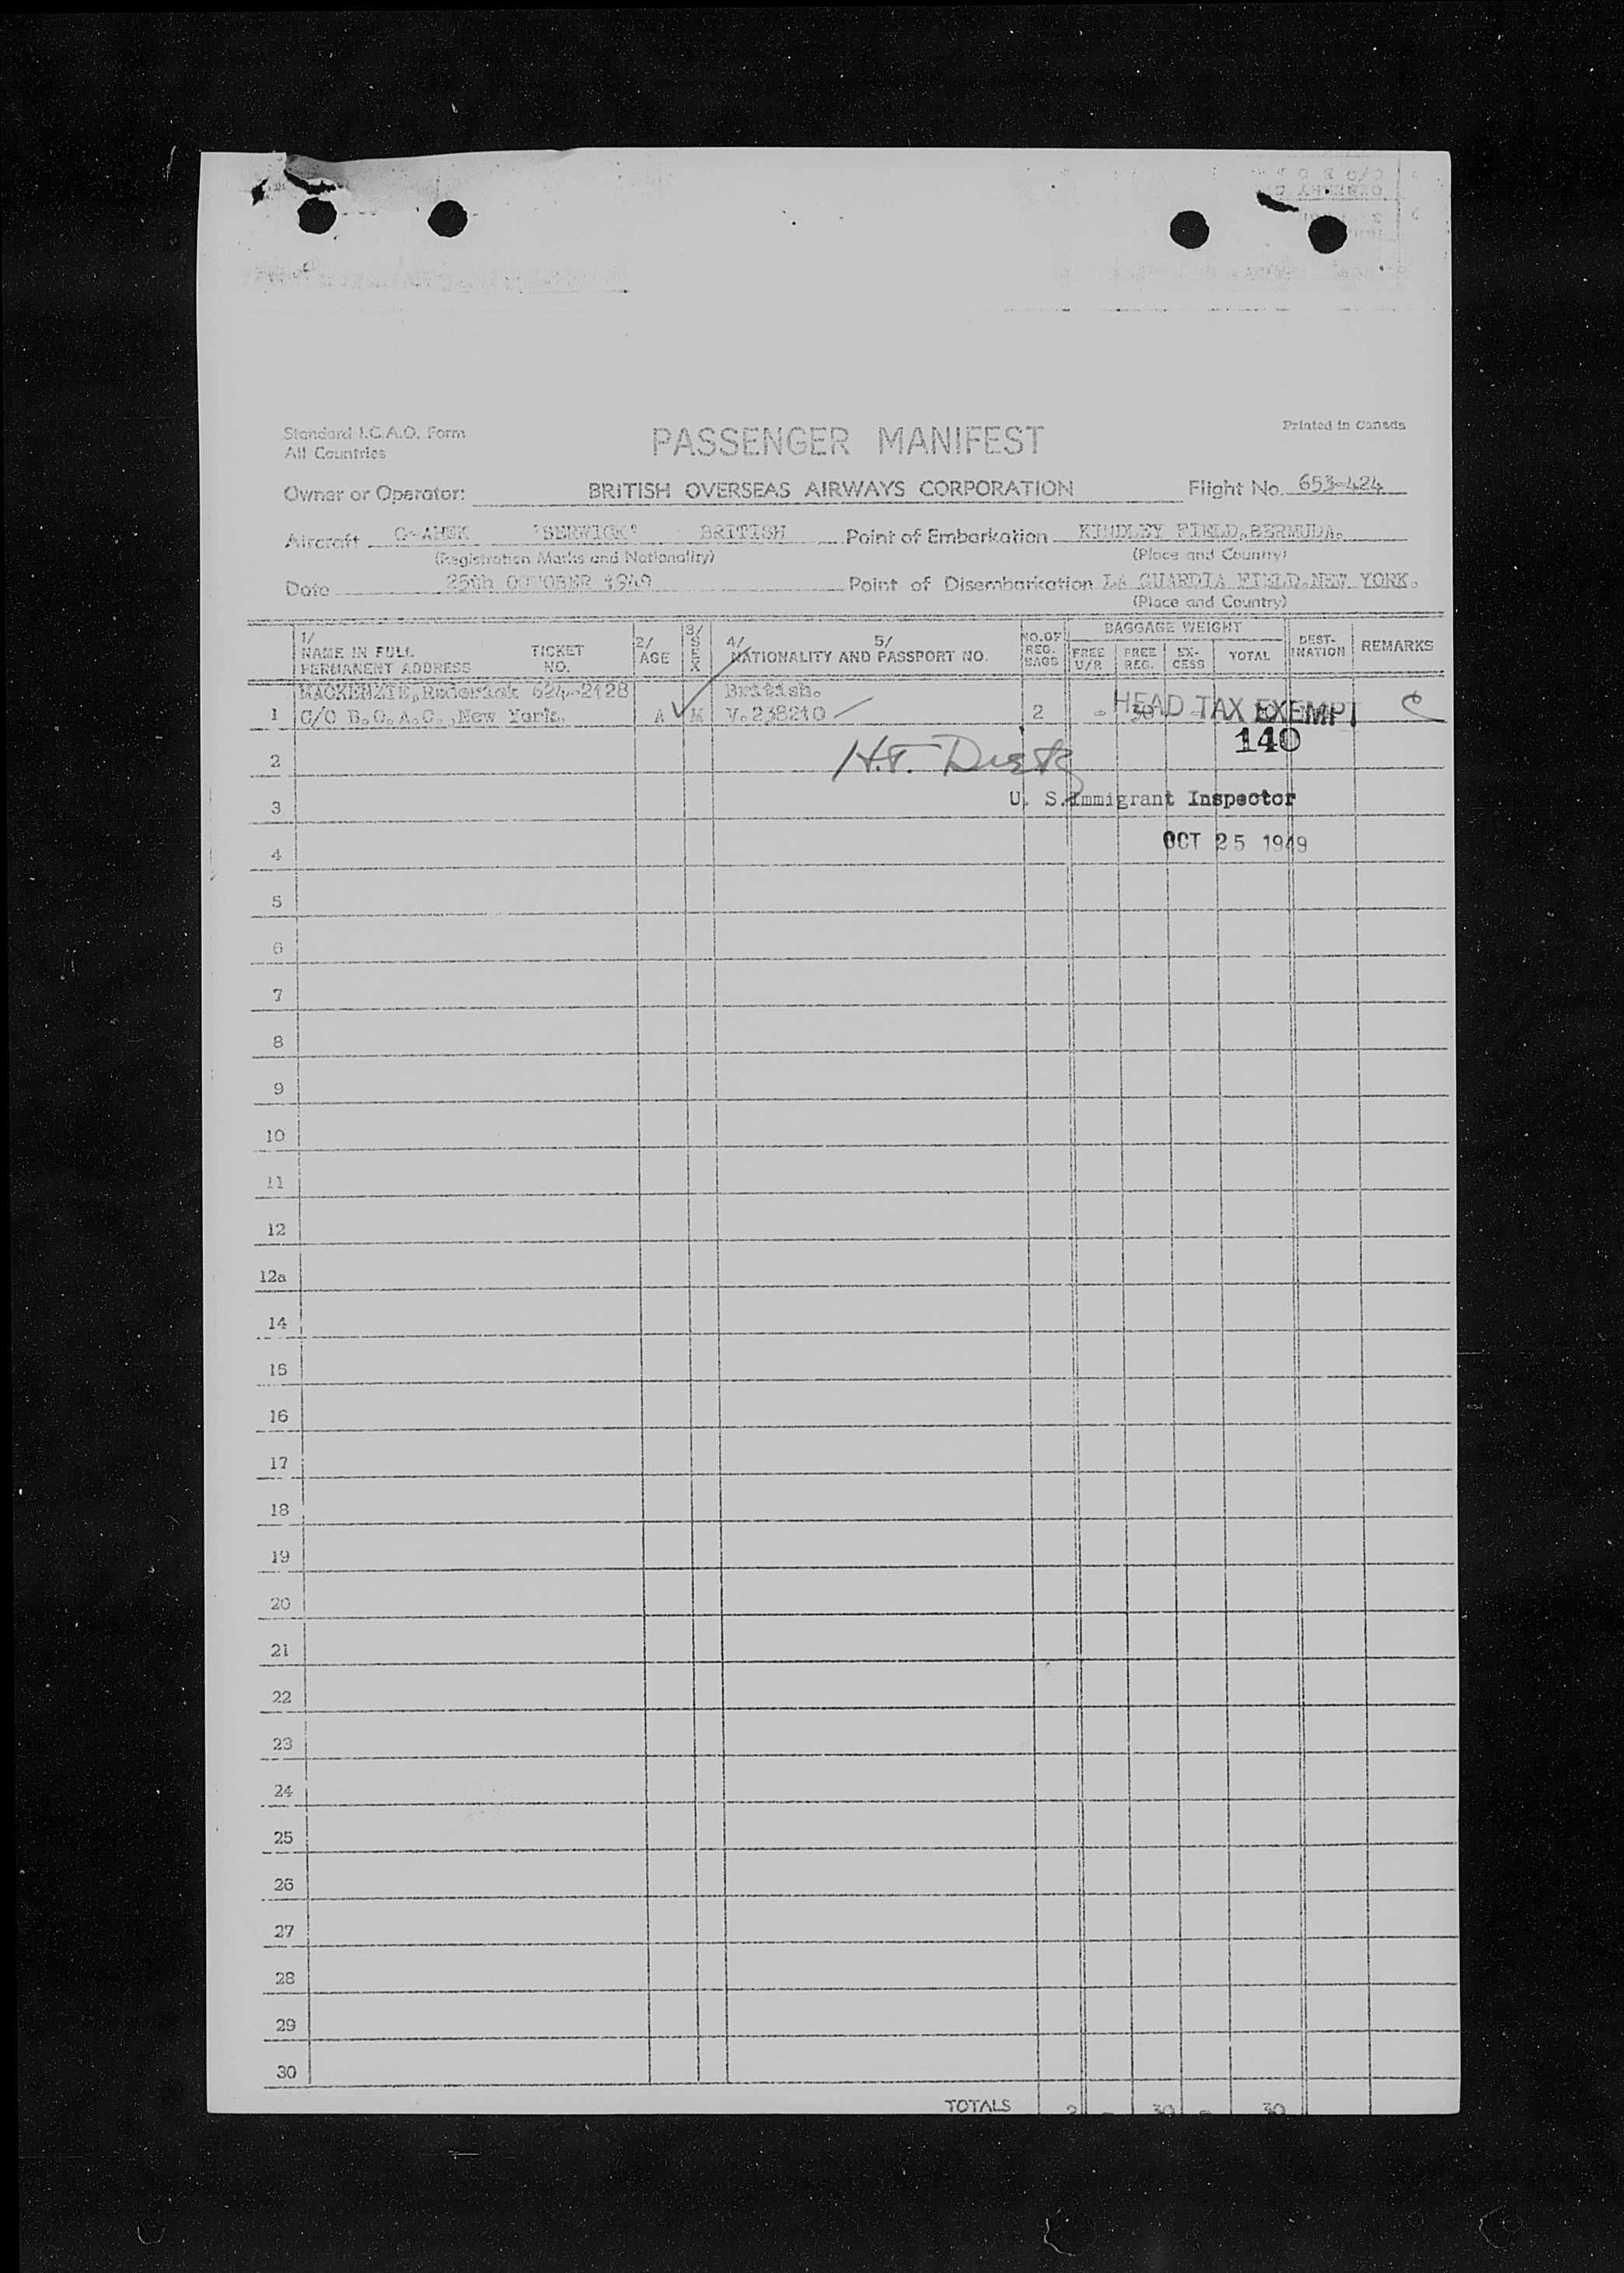 Standard I.C.A.O. Form
All Countries
PASSENGER MANIFEST
Printed in Canada
Owner or Operator: BRITISH OVERSEAS AIRWAYS CORPORATION Flight No. 653-424
Aircraft G-AHEK 'BERWICK' BRITISH Point of Embarkation KINDLEY FIELD, BERMUDA.
(Registration Marks and Nationality) (Place and Country)
Date 25th OCTOBER 1949 Point of Disembarkation LA GUARDIA FIELD, NEW YORK.
(Place and Country)
1/ NAME IN FULL PERMANENT ADDRESS TICKET NO. 2/ AGE 3/ SEX 4/ 5/ NATIONALITY AND PASSPORT NO. NO. OF REG. BAGS BAGGAGE WEIGHT FREE U/R FREE REG. EX-CESS TOTAL DEST-INATION REMARKS
MACKENZIE, Roderick 624-2128 British.
1 C/O B.O.A.C., New York. A M V.238210 2 - 30 HEAD TAX EXEMPT C
2 140
H.T.
3 U. S. Immigrant Inspector
4 OCT 25 1949
5
6
7
8
9
10
11
12
12a
14
15
16
17
18
19
20
21
22
23
24
25
26
27
28
29
30
TOTALS 2 - 30 - 30